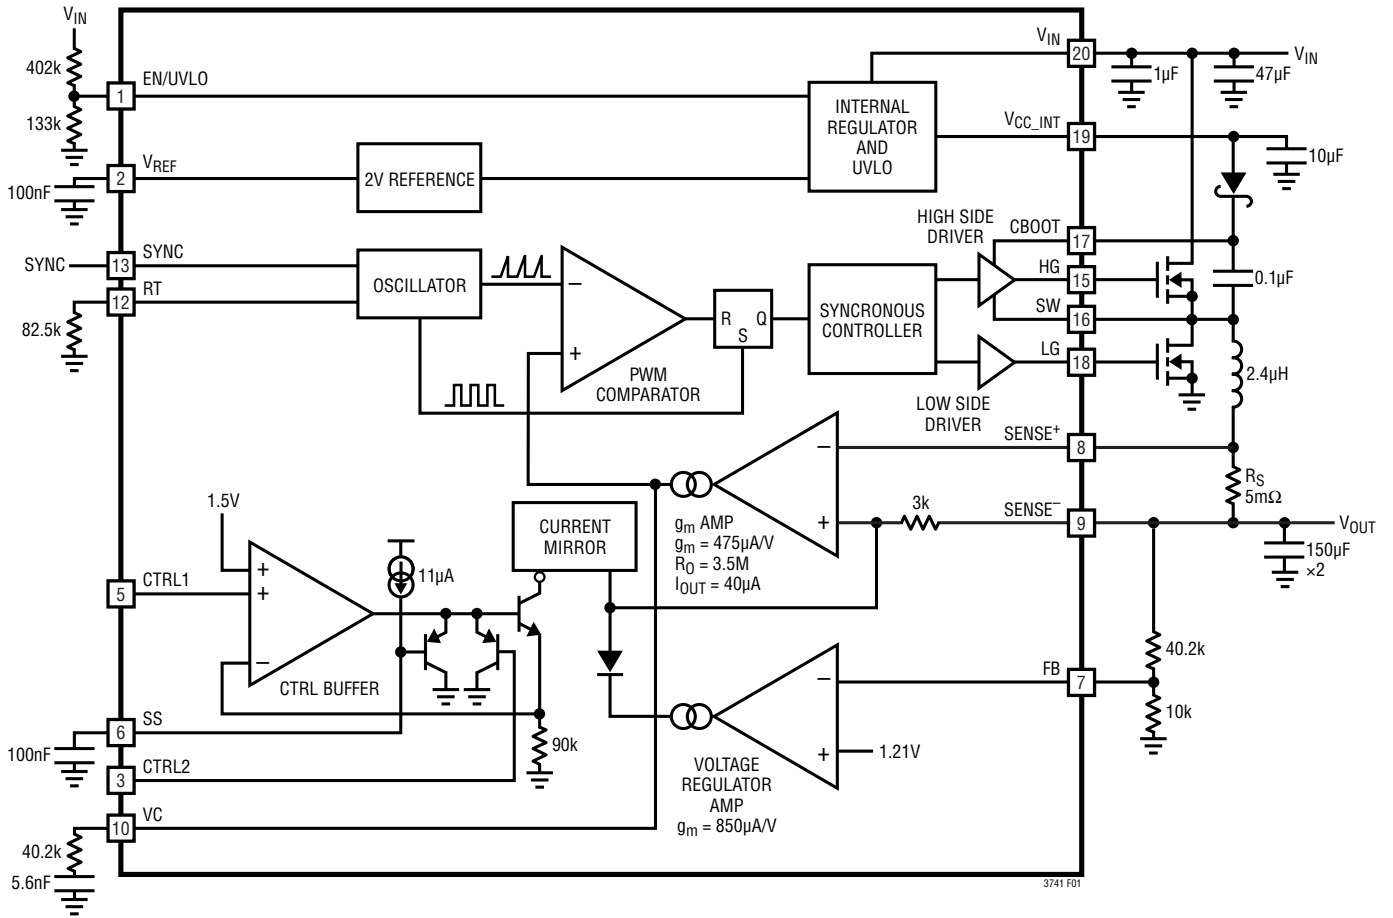 VIN
402k
133k
1
EN/UVLO
2
VREF
100nF
2V REFERENCE
INTERNAL
REGULATOR
AND
UVLO
VIN
20
VIN
1µF
47µF
VCC_INT
19
10µF
SYNC
13
SYNC
12
RT
82.5k
OSCILLATOR
−
+
PWM
COMPARATOR
R
Q
S
SYNCRONOUS
CONTROLLER
HIGH SIDE
DRIVER
LOW SIDE
DRIVER
CBOOT
17
HG
15
SW
16
LG
18
0.1µF
2.4µH
SENSE+
8
RS
5mΩ
SENSE−
9
3k
VOUT
150µF
×2
−
+
gm AMP
gm = 475µA/V
RO = 3.5M
IOUT = 40µA
CURRENT
MIRROR
1.5V
11µA
5
CTRL1
+
+
−
CTRL BUFFER
90k
6
SS
100nF
3
CTRL2
10
VC
40.2k
5.6nF
−
+
1.21V
VOLTAGE
REGULATOR
AMP
gm = 850µA/V
FB
7
40.2k
10k
3741 F01